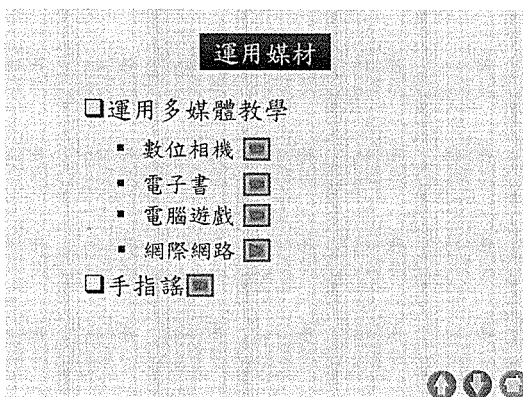 運用媒材
❑運用多媒體教學
▪ 數位相機
▪ 電子書
▪ 電腦遊戲
▪ 網際網路
❑手指謠